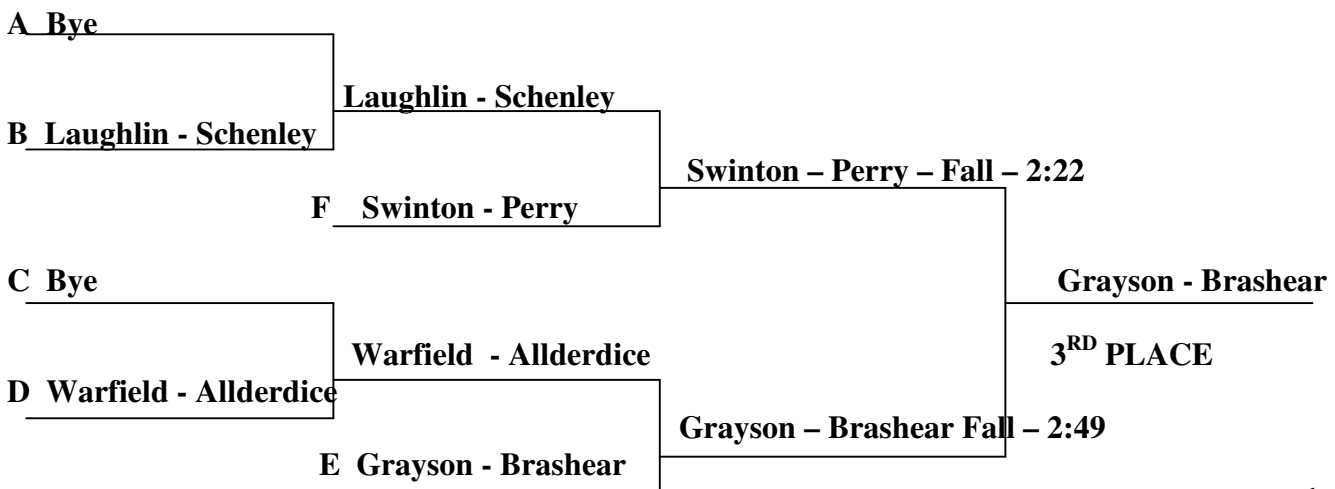 A Bye
Laughlin - Schenley
B Laughlin - Schenley
Swinton – Perry – Fall – 2:22
F Swinton - Perry
C Bye
Grayson - Brashear
Warfield - Allderdice
3RD PLACE
D Warfield - Allderdice
Grayson – Brashear Fall – 2:49
E Grayson - Brashear